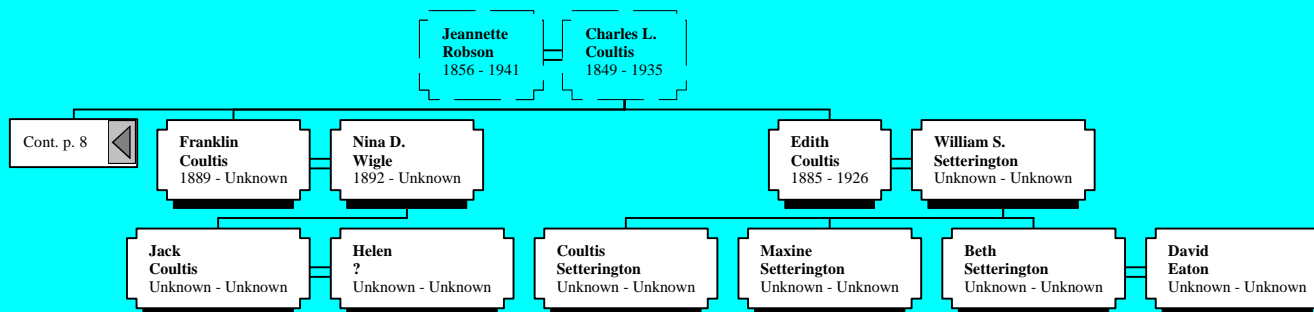 Jeannette
Robson
1856 - 1941
Charles L.
Coultis
1849 - 1935
Cont. p. 8
Franklin
Coultis
1889 - Unknown
Nina D.
Wigle
1892 - Unknown
Edith
Coultis
1885 - 1926
William S.
Setterington
Unknown - Unknown
Jack
Coultis
Unknown - Unknown
Helen
?
Unknown - Unknown
Coultis
Setterington
Unknown - Unknown
Maxine
Setterington
Unknown - Unknown
Beth
Setterington
Unknown - Unknown
David
Eaton
Unknown - Unknown